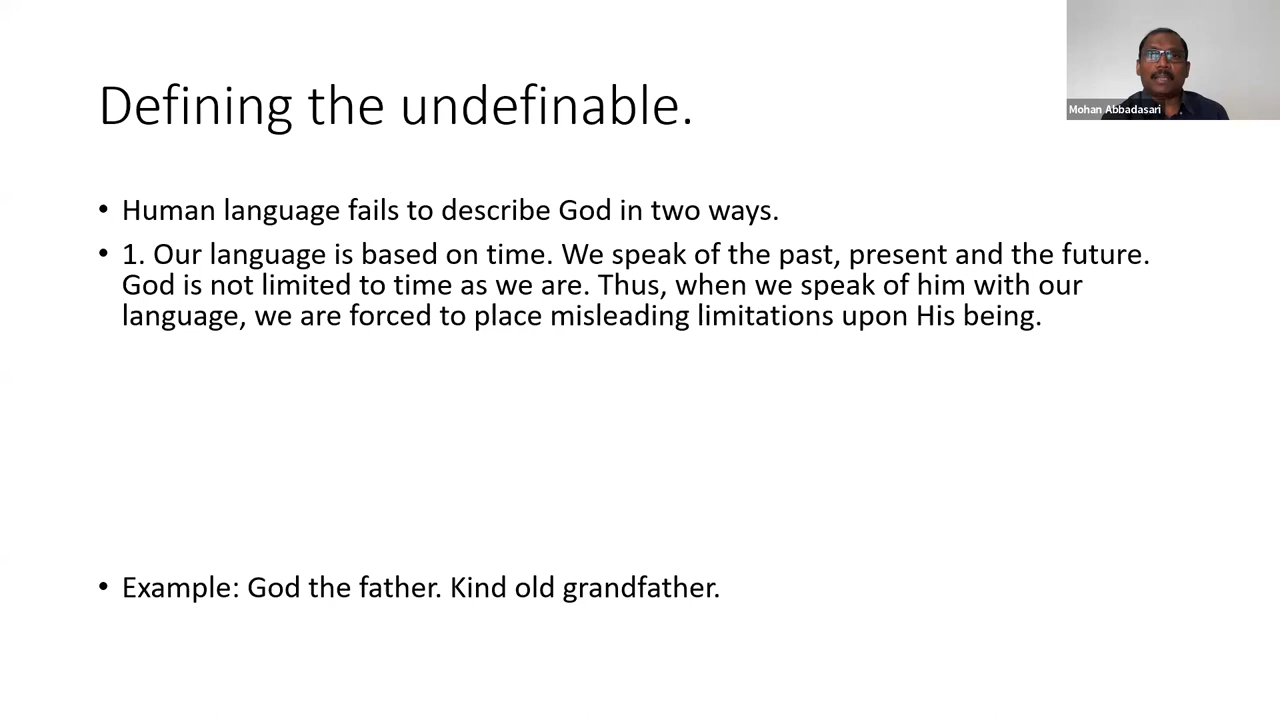 Defining the undefinable.
Mohan Abbadasari
• Human language fails to describe God in two ways.
• 1. Our language is based on time. We speak of the past, present and the future.
God is not limited to time as we are. Thus, when we speak of him with our
language, we are forced to place misleading limitations upon His being.
• Example: God the father. Kind old grandfather.